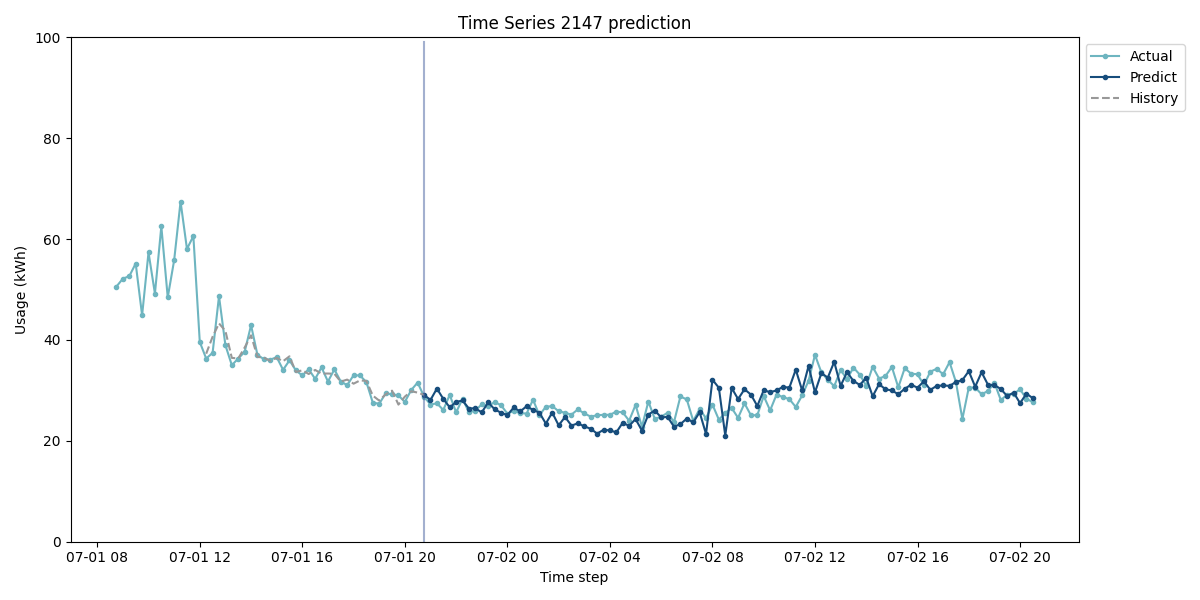 Time Series 2147 prediction
100
80
60
40
20
0
Usage (kWh)
07-01 08
07-01 12
07-01 16
07-01 20
07-02 00
07-02 04
07-02 08
07-02 12
07-02 16
07-02 20
Time step
Actual
Predict
History